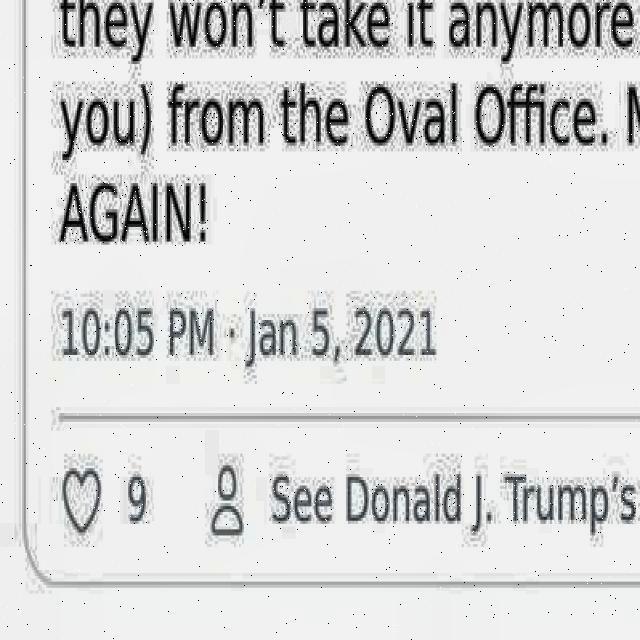 they won't take it anymore
you) from the Oval Office. M
AGAIN!
10:05 PM · Jan 5, 2021
9 See Donald J. Trump's